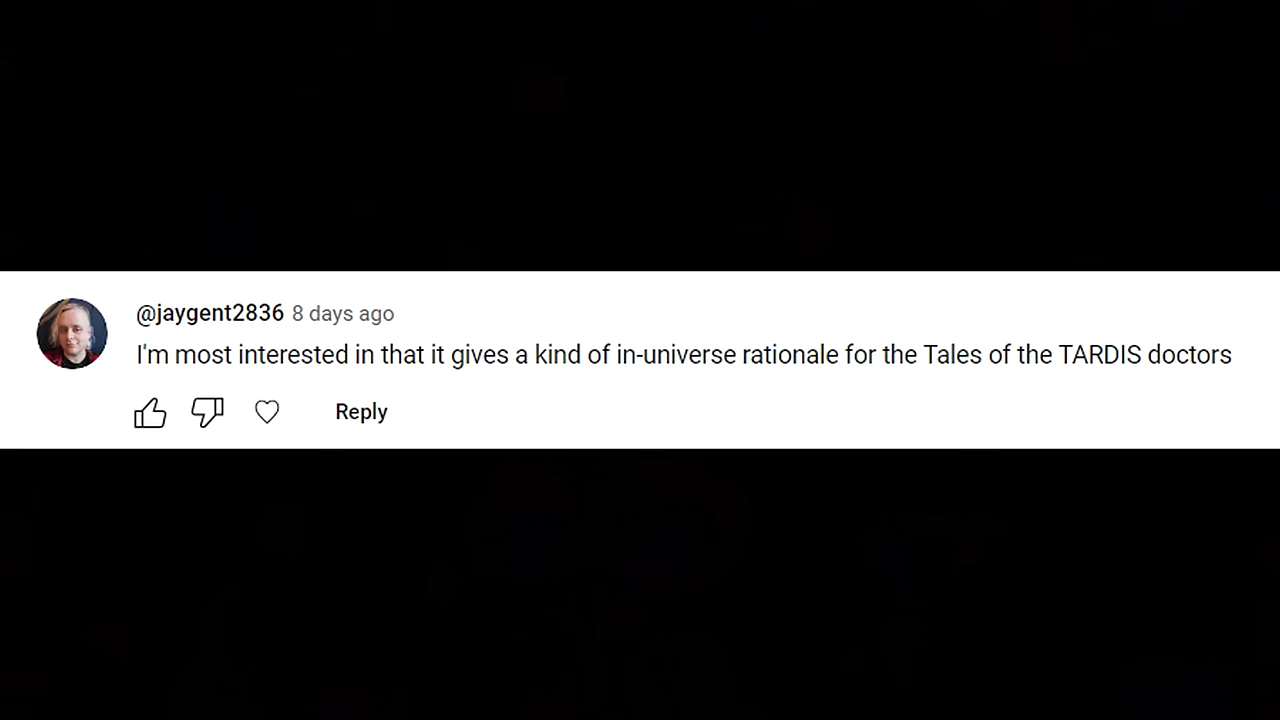 @jaygent2836 8 days ago
I'm most interested in that it gives a kind of in-universe rationale for the Tales of the TARDIS doctors
Reply